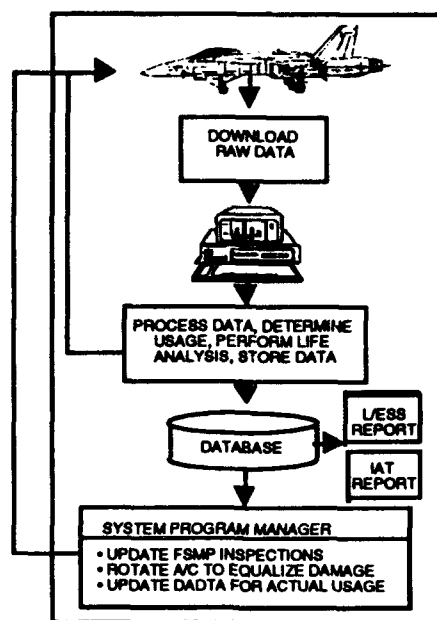 DOWNLOAD
RAW DATA
PROCESS DATA, DETERMINE
USAGE, PERFORM LIFE
ANALYSIS, STORE DATA
DATABASE
L/ESS
REPORT
IAT
REPORT
SYSTEM PROGRAM MANAGER
• UPDATE FSMP INSPECTIONS
• ROTATE A/C TO EQUALIZE DAMAGE
• UPDATE DADTA FOR ACTUAL USAGE